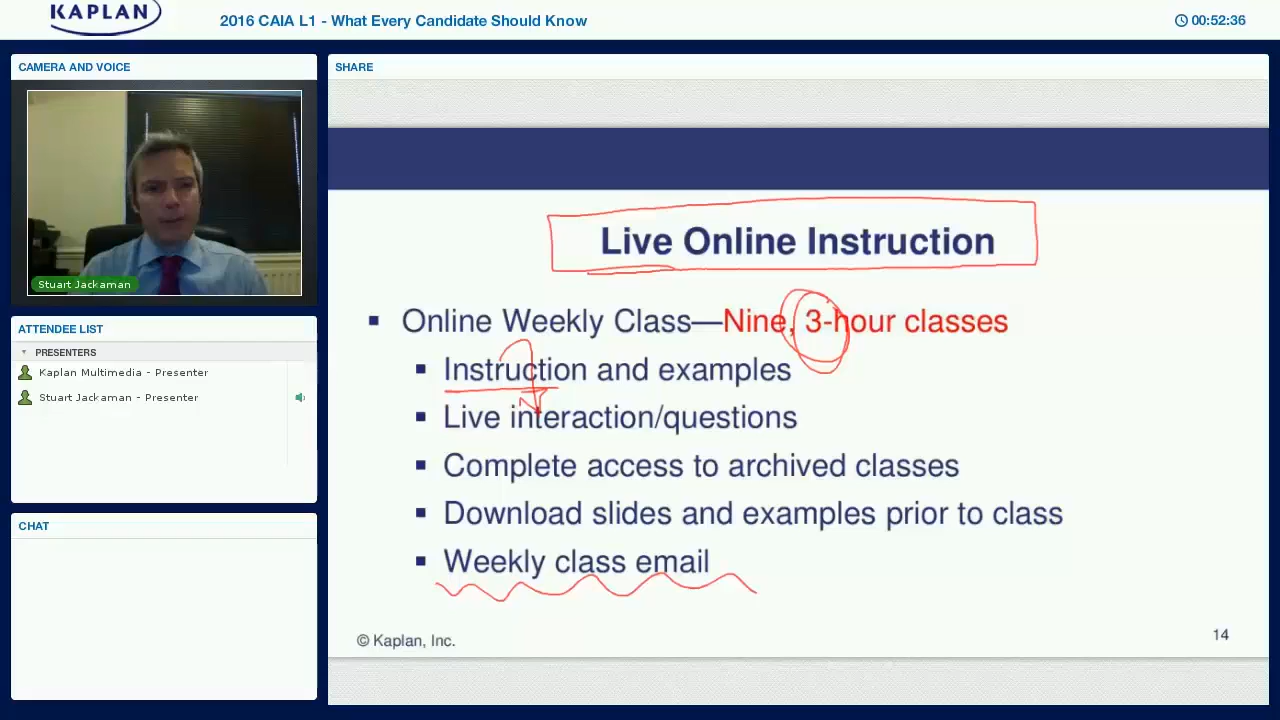 KAPLAN
2016 CAIA L1 - What Every Candidate Should Know
00:52:36
CAMERA AND VOICE
Stuart Jackaman
ATTENDEE LIST
PRESENTERS
Kaplan Multimedia - Presenter
Stuart Jackaman - Presenter
CHAT
SHARE
Live Online Instruction
Online Weekly Class—Nine, 3-hour classes
Instruction and examples
Live interaction/questions
Complete access to archived classes
Download slides and examples prior to class
Weekly class email
© Kaplan, Inc.
14